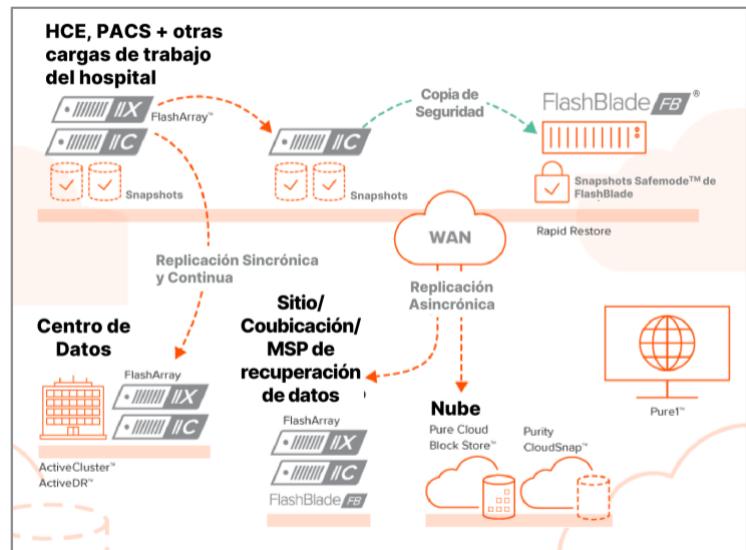 HCE, PACS + otras
cargas de trabajo
del hospital
//X
FlashArray™
//C
Snapshots
//C
Snapshots
Copia de
Seguridad
FlashBlade FB®
Snapshots Safemode™ de
FlashBlade
Rapid Restore
WAN
Replicación Sincrónica
y Continua
Replicación
Asincrónica
Centro de
Datos
FlashArray
//X
//C
ActiveCluster™
ActiveDR™
Sitio/
Coubicación/
MSP de
recuperación
de datos
FlashArray
//X
//C
FlashBlade FB
Nube
Pure Cloud
Block Store™
Purity
CloudSnap™
Pure1™